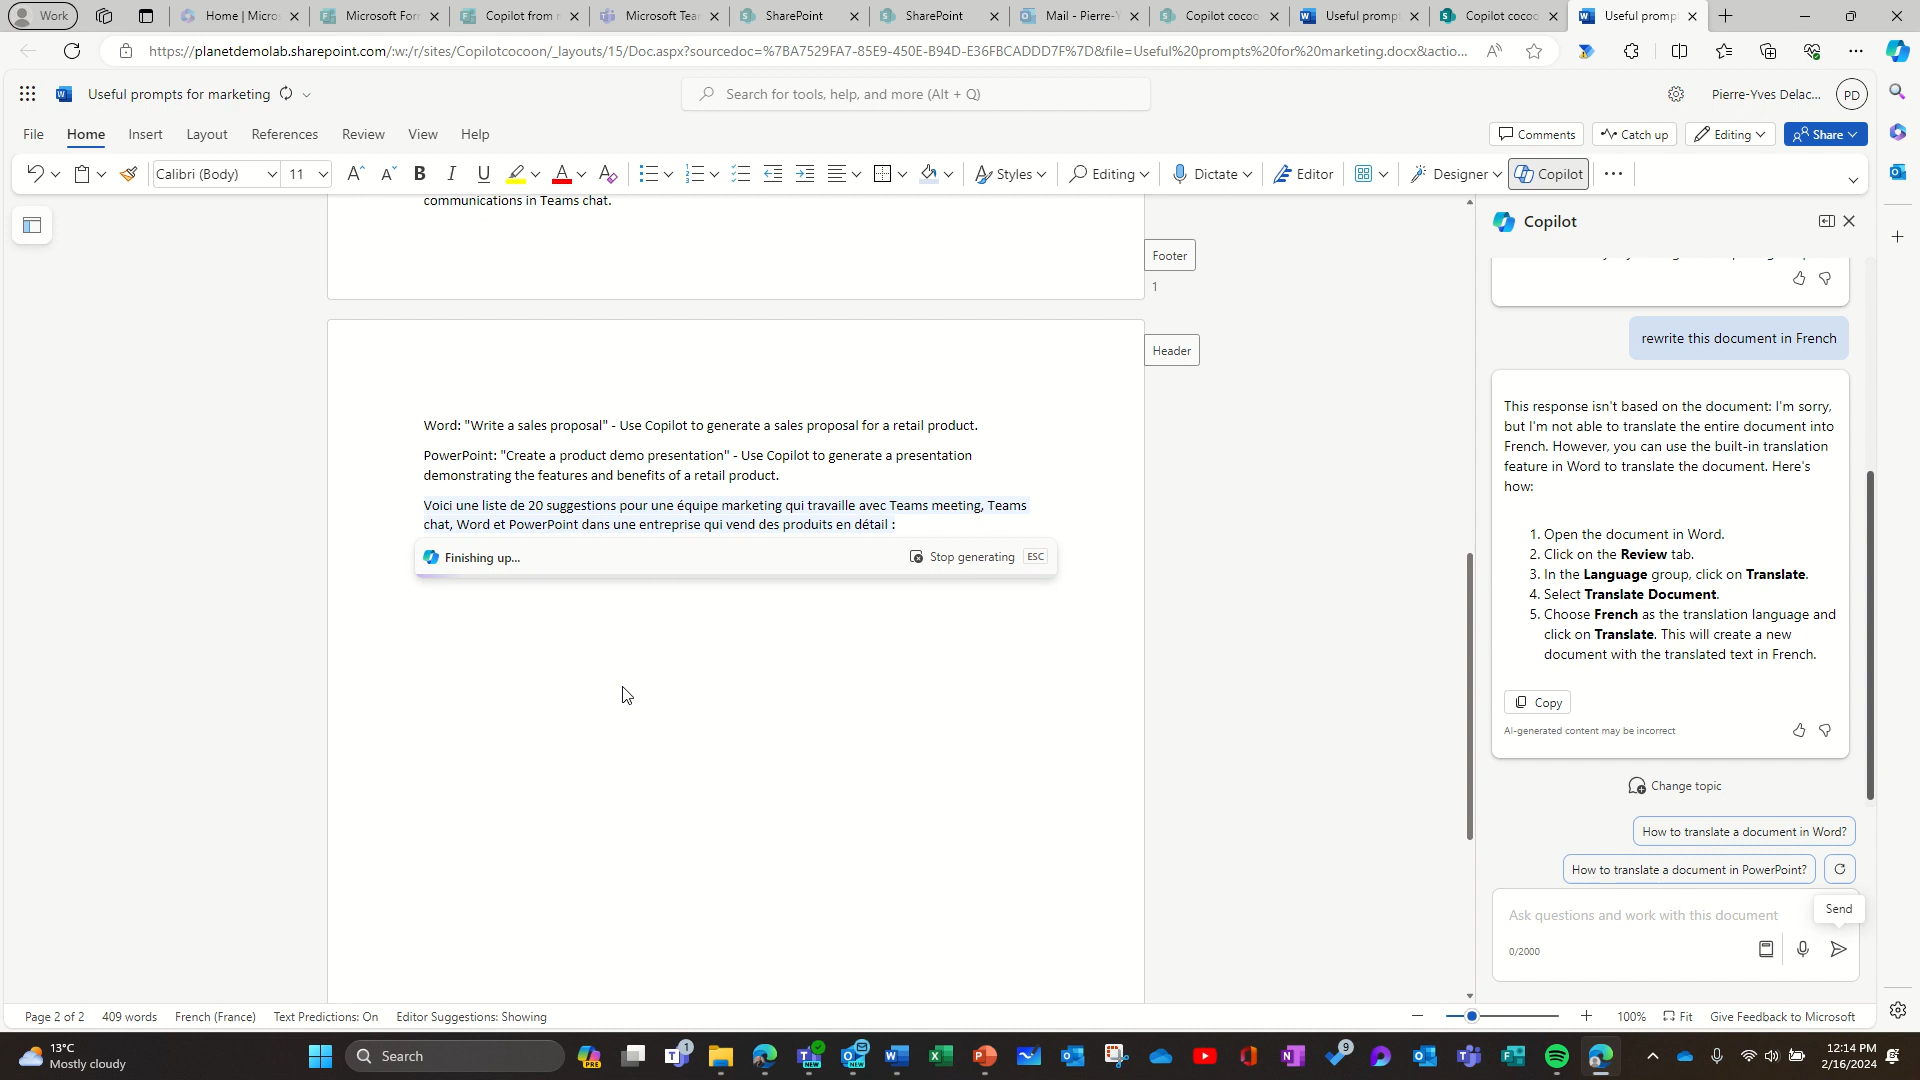 Work
Home | Micros
Microsoft For
Copilot from
Microsoft Tea
SharePoint
SharePoint
Mail - Pierre-Y
Copilot cocoo
Useful promp
Copilot cococ
Useful promp
https://planetdemolab.sharepoint.com/:w:/r/sites/Copilotcocoon/_layouts/15/Doc.aspx?sourcedoc=%7BA7529FA7-85E9-450E-B94D-E36FBCADDD7F%7D&file=Useful%20prompts%20for%20marketing.docx&actio...
Useful prompts for marketing
Search for tools, help, and more (Alt + Q)
Pierre-Yves Delac...
PD
File
Home
Insert
Layout
References
Review
View
Help
Comments
Catch up
Editing
Share
Calibri (Body)
11
Styles
Editing
Dictate
Editor
Designer
Copilot
communications in Teams chat.
Footer
1
Header
Word: "Write a sales proposal" - Use Copilot to generate a sales proposal for a retail product.
PowerPoint: "Create a product demo presentation" - Use Copilot to generate a presentation
demonstrating the features and benefits of a retail product.
Voici une liste de 20 suggestions pour une équipe marketing qui travaille avec Teams meeting, Teams
chat, Word et PowerPoint dans une entreprise qui vend des produits en détail :
Finishing up...
Stop generating
ESC
Copilot
rewrite this document in French
This response isn't based on the document: I'm sorry,
but I'm not able to translate the entire document into
French. However, you can use the built-in translation
feature in Word to translate the document. Here's
how:
1. Open the document in Word.
2. Click on the Review tab.
3. In the Language group, click on Translate.
4. Select Translate Document.
5. Choose French as the translation language and
click on Translate. This will create a new
document with the translated text in French.
Copy
AI-generated content may be incorrect
Change topic
How to translate a document in Word?
How to translate a document in PowerPoint?
Ask questions and work with this document
Send
0/2000
Page 2 of 2
409 words
French (France)
Text Predictions: On
Editor Suggestions: Showing
100%
Fit
Give Feedback to Microsoft
13°C
Mostly cloudy
Search
PRE
1
NEW
NEW
9
12:14 PM
2/16/2024